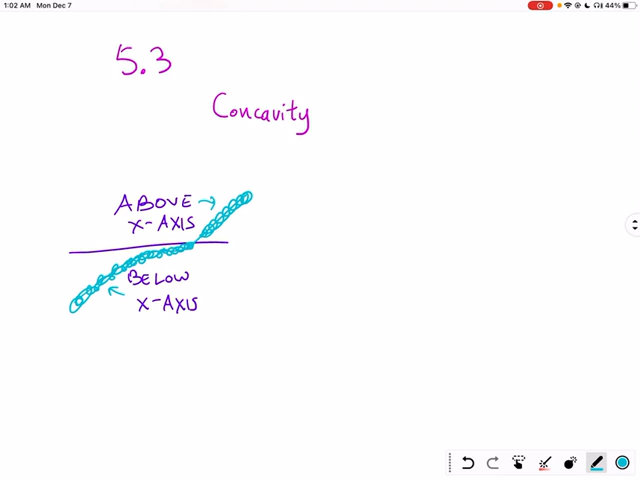 1:02 AM Mon Dec 7
44%
5.3
Concavity
ABOVE
X-AXIS
BELOW
X-AXIS